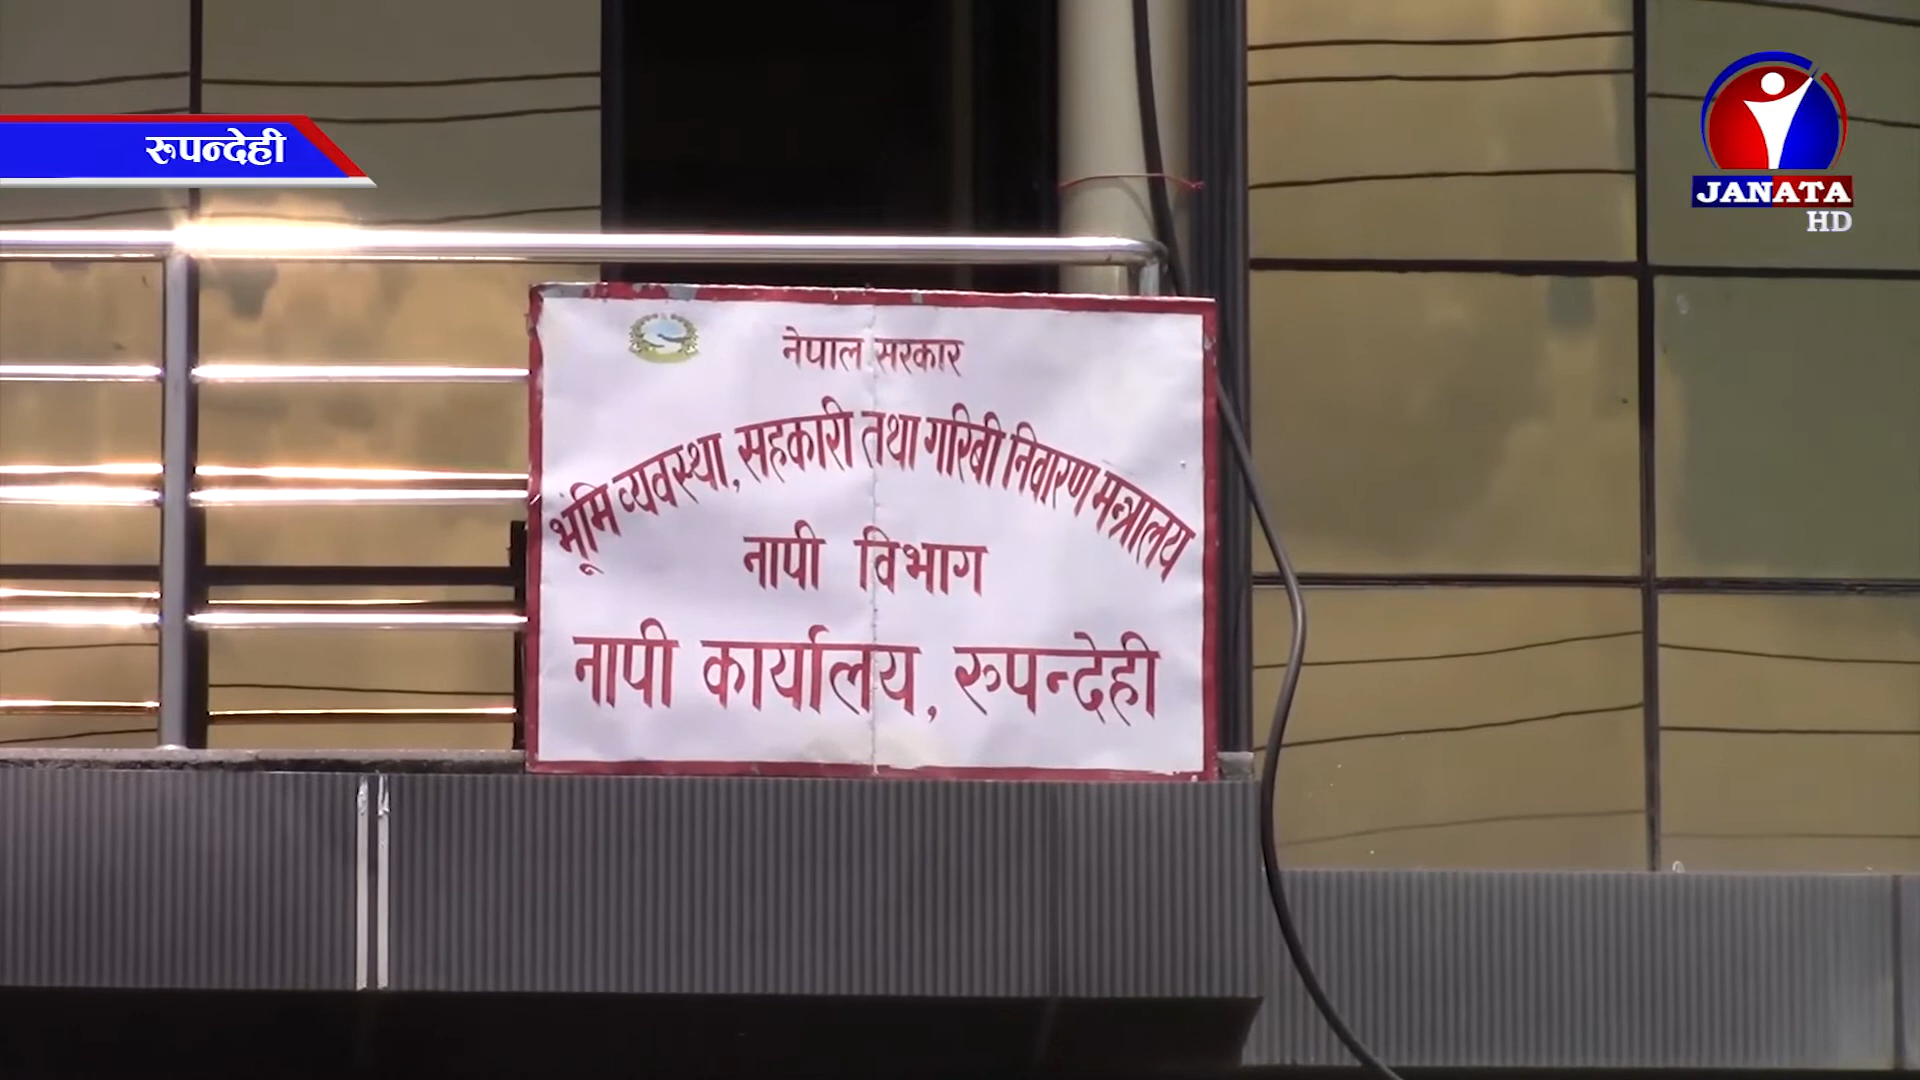 रुपन्देही
JANATA
HD
नेपाल सरकार
भूमि व्यवस्था, सहकारी तथा गरिबी निवारण मन्त्रालय
नापी विभाग
नापी कार्यालय, रुपन्देही